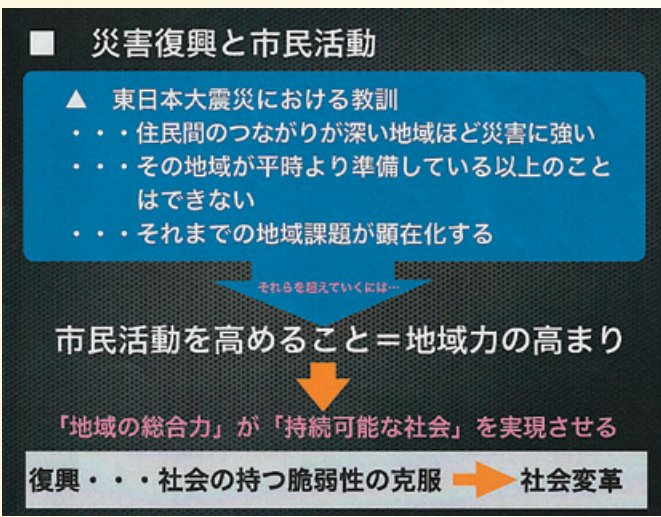 ■ 災害復興と市民活動
▲ 東日本大震災における教訓
・・・住民間のつながりが深い地域ほど災害に強い
・・・その地域が平時より準備している以上のこと
はできない
・・・それまでの地域課題が顕在化する
それらを超えていくには…
市民活動を高めること＝地域力の高まり
「地域の総合力」が「持続可能な社会」を実現させる
復興・・・社会の持つ脆弱性の克服 社会変革